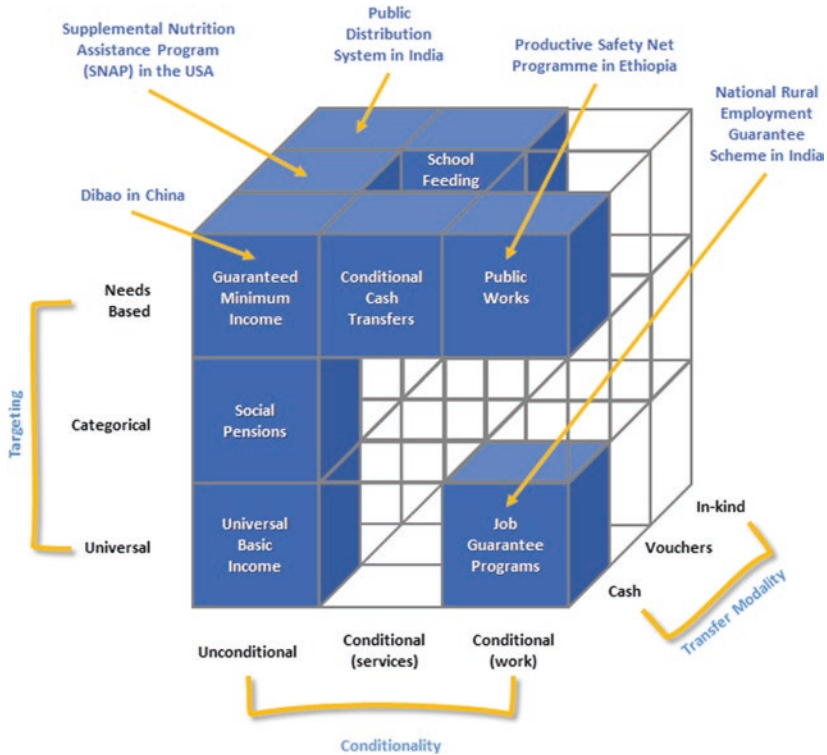 Public
Distribution
System in India
Supplemental Nutrition
Assistance Program
(SNAP) in the USA
Productive Safety Net
Programme in Ethiopia
National Rural
Employment
Guarantee
Scheme in India
Dibao in China
School
Feeding
Needs
Based
Guaranteed
Minimum
Income
Conditional
Cash
Transfers
Public
Works
Targeting
Categorical
Social
Pensions
Universal
Universal
Basic
Income
Job
Guarantee
Programs
In-kind
Vouchers
Cash
Transfer Modality
Unconditional
Conditional
(services)
Conditional
(work)
Conditionality